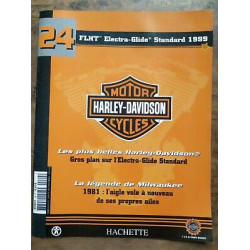 24
FLHT™ Electra-Glide® Standard 1999
MOTOR
HARLEY-DAVIDSON
CYCLES
Les plus belles Harley-Davidson®
Gros plan sur l'Electra-Glide Standard
La légende de Milwaukee
1981 : l'aigle vole à nouveau
de ses propres ailes
HACHETTE